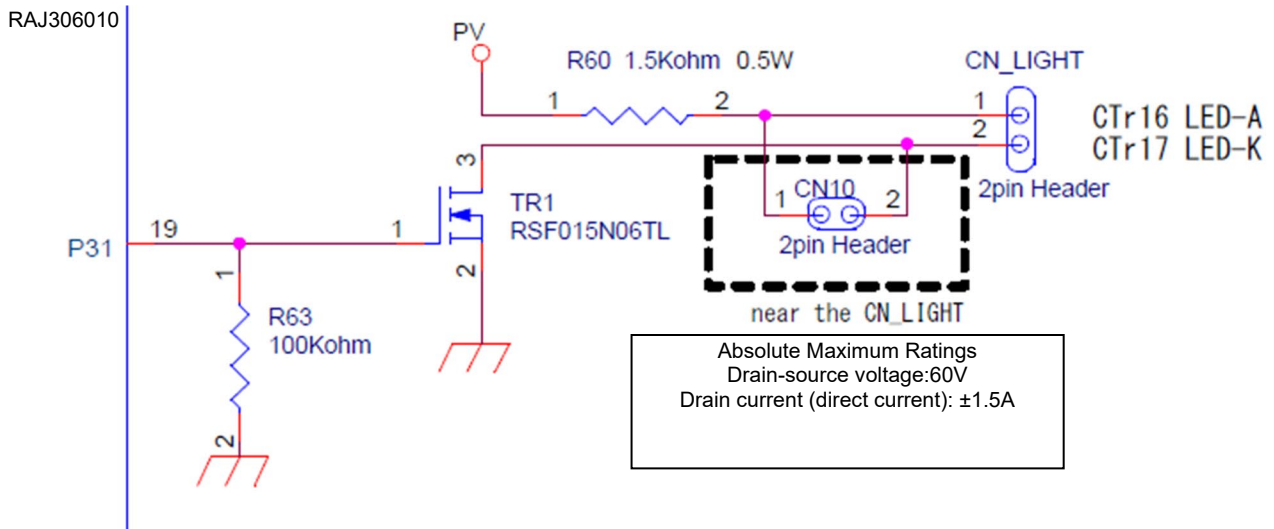 RAJ306010
PV
R60 1.5Kohm 0.5W
CN_LIGHT
1
2
1
2
CTr16 LED-A
CTr17 LED-K
2pin Header
3
TR1
RSF015N06TL
1
2
CN10
1
2
2pin Header
near the CN_LIGHT
P31
19
1
R63
100Kohm
2
Absolute Maximum Ratings
Drain-source voltage:60V
Drain current (direct current): ±1.5A